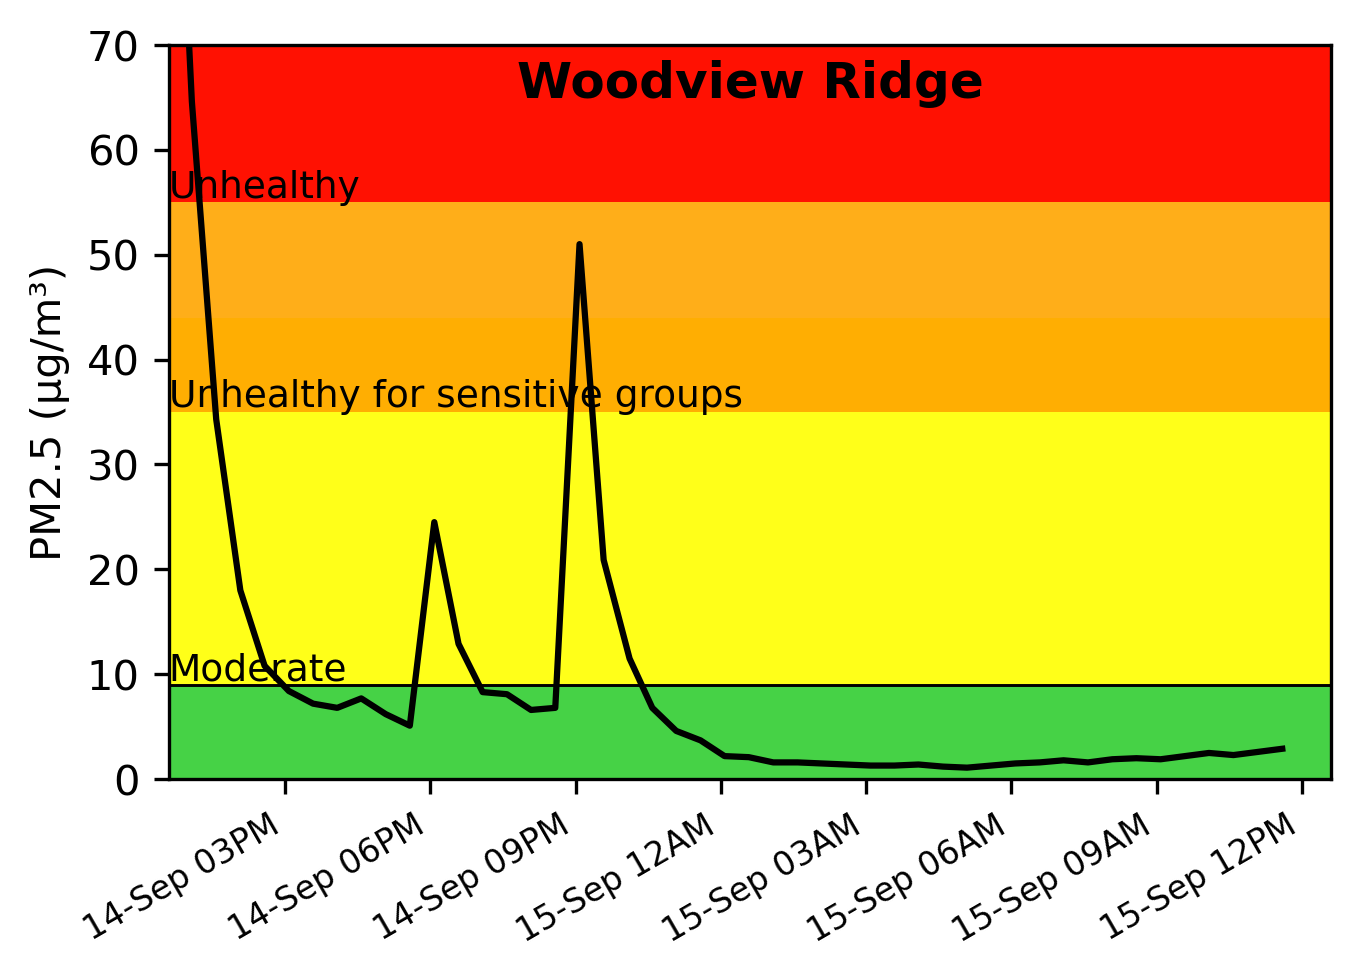 Woodview Ridge
70
60
50
40
30
20
10
0
PM2.5 (µg/m³)
Unhealthy
Unhealthy for sensitive groups
Moderate
14-Sep 03PM
14-Sep 06PM
14-Sep 09PM
15-Sep 12AM
15-Sep 03AM
15-Sep 06AM
15-Sep 09AM
15-Sep 12PM